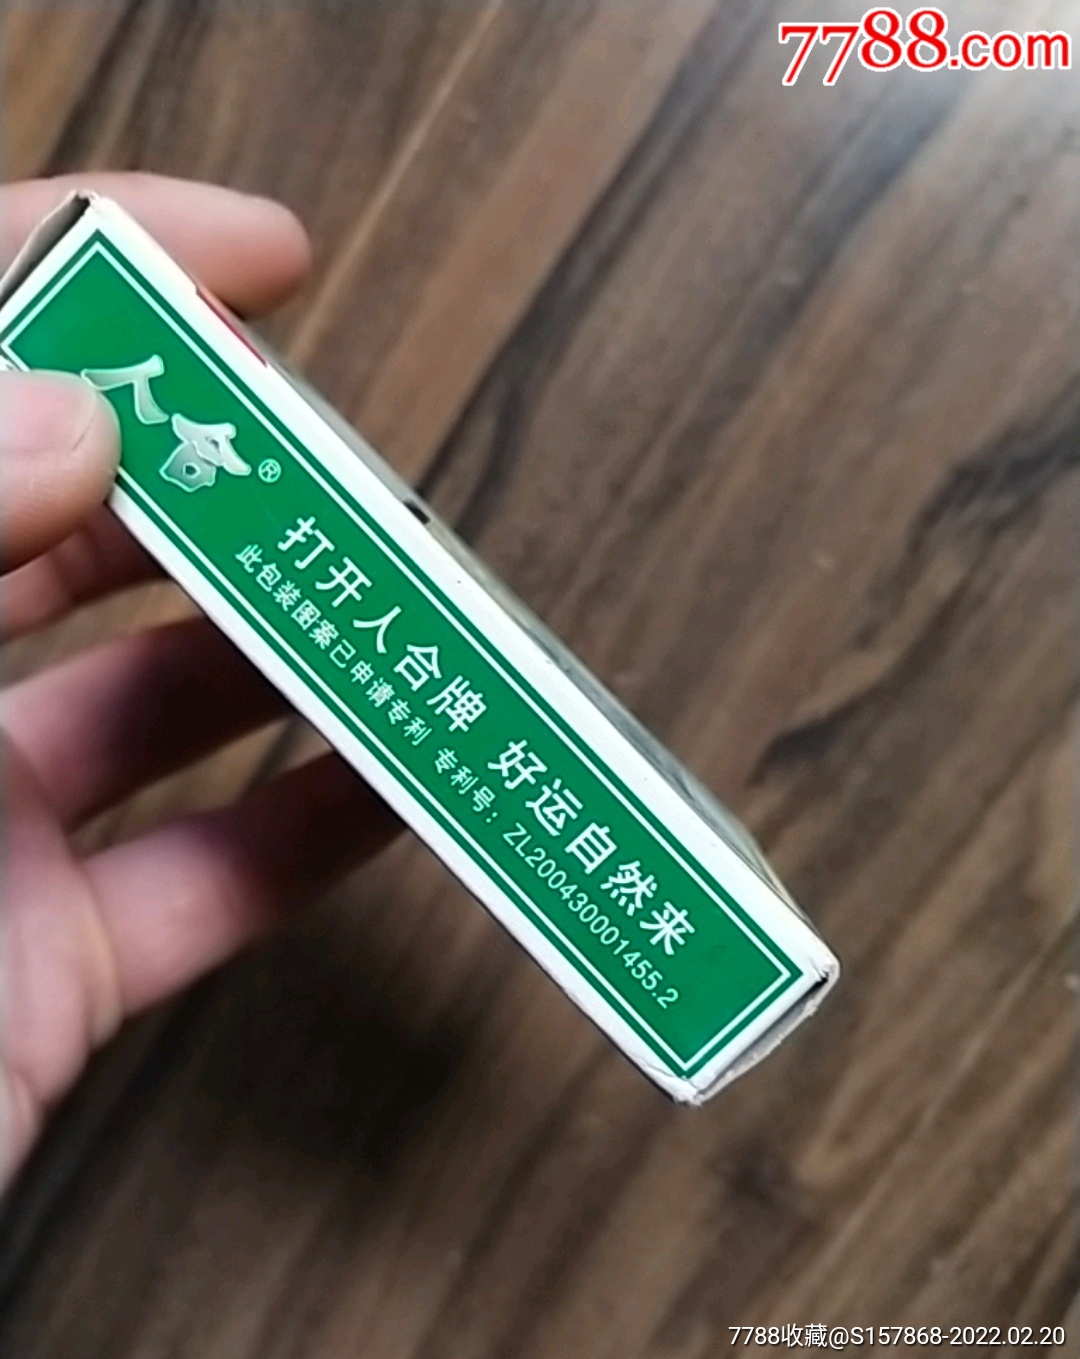 7788.com
人合®
打开人合牌 好运自然来
此包装图案已申请专利 专利号：ZL200430001455.2
7788收藏@S157868-2022.02.20